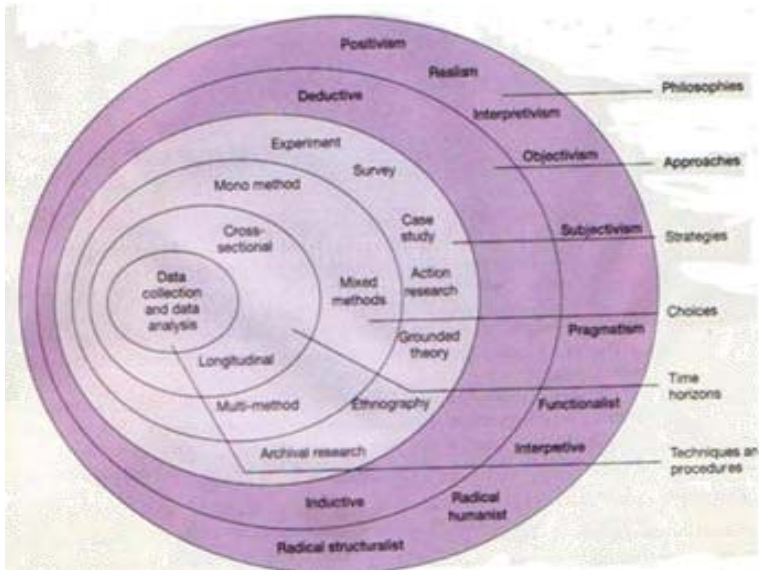 Positivism
Realism
Philosophies
Deductive
Interpretivism
Experiment
Objectivism
Approaches
Survey
Mono method
Case
study
Subjectivism
Strategies
Cross-
sectional
Data
collection
and data
analysis
Mixed
methods
Action
research
Choices
Grounded
theory
Pragmatism
Longitudinal
Time
horizons
Multi-method
Ethnography
Functionalist
Archival research
Interpretive
Techniques an
procedures
Inductive
Radical
humanist
Radical structuralist